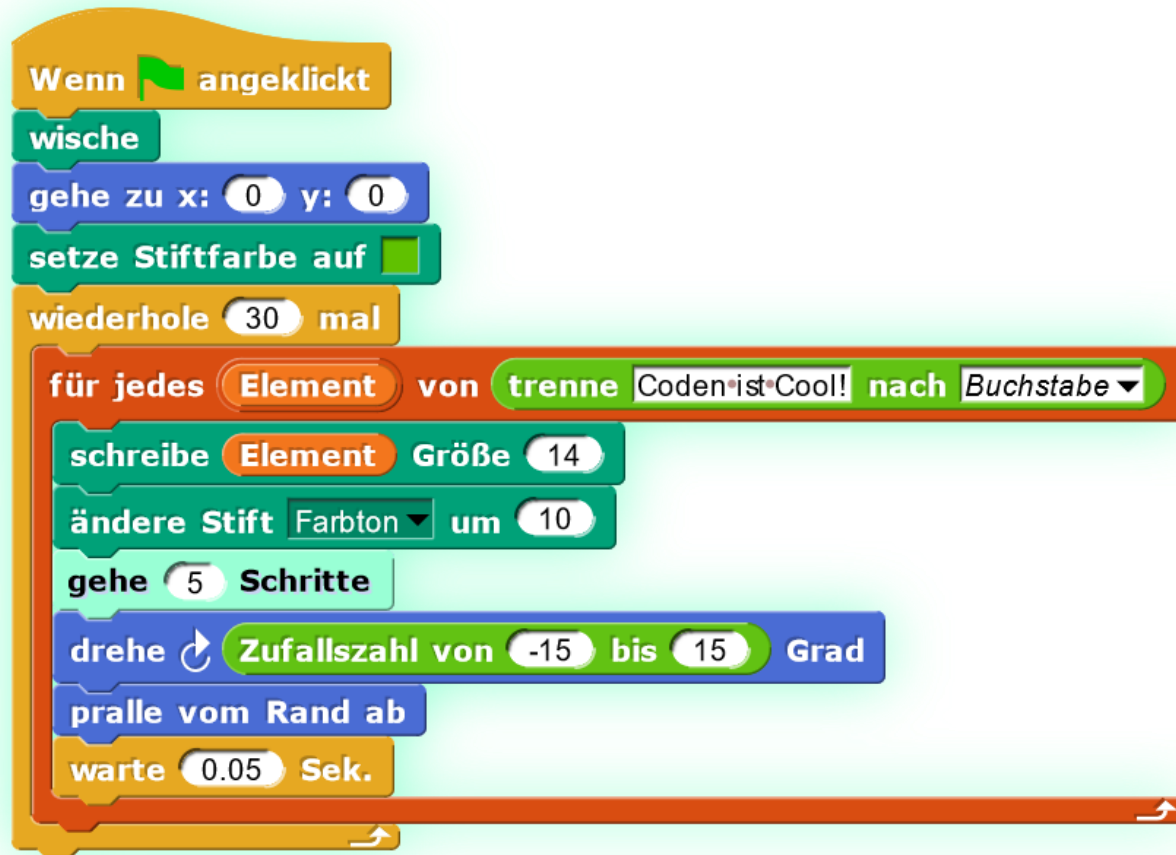 Wenn angeklickt
wische
gehe zu x: 0 y: 0
setze Stiftfarbe auf
wiederhole 30 mal
für jedes Element von trenne Coden ist Cool! nach Buchstabe
schreibe Element Größe 14
ändere Stift Farbton um 10
gehe 5 Schritte
drehe Zufallszahl von -15 bis 15 Grad
pralle vom Rand ab
warte 0.05 Sek.